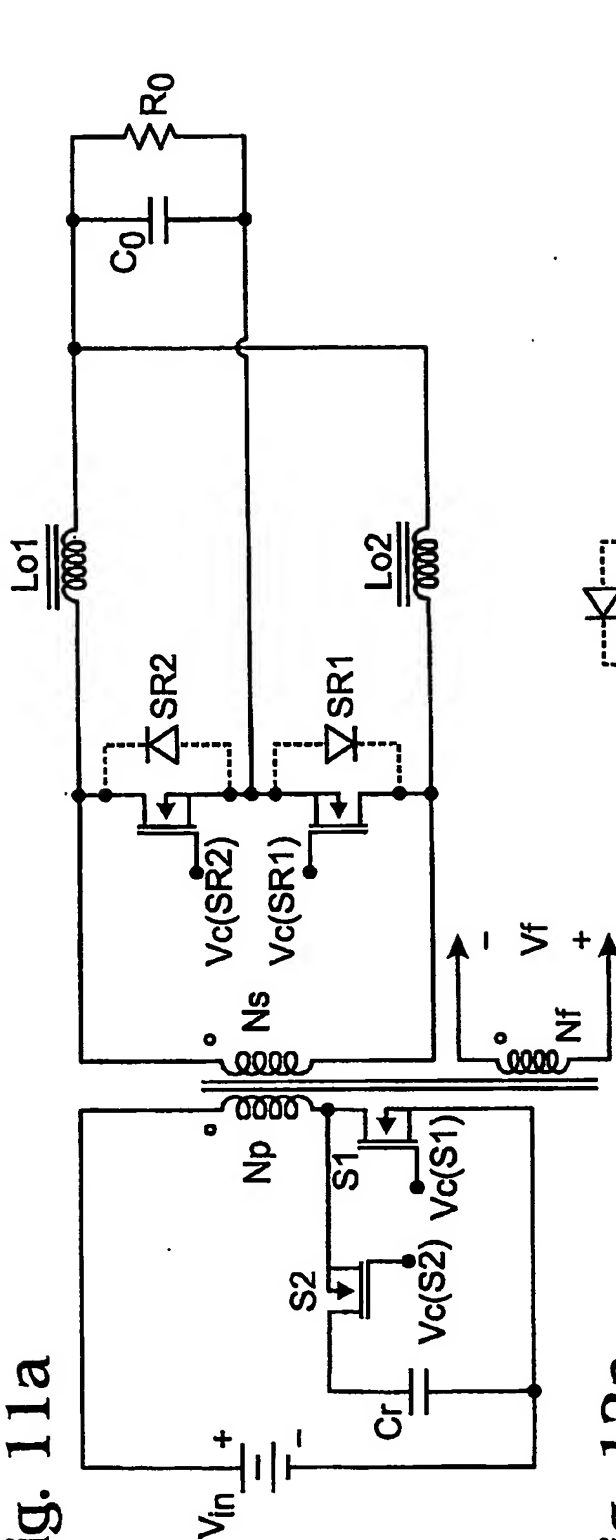 ig. 11a
Vin
+
–
Cr
S2
Vc(S2)
S1
Vc(S1)
Np
Ns
Nf
–
Vf
+
Vc(SR2)
Vc(SR1)
SR2
SR1
Lo1
Lo2
C0
R0